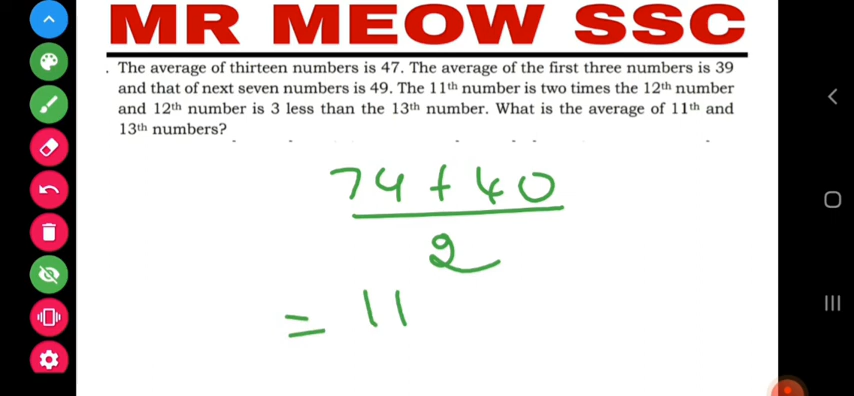 MR MEOW SSC
. The average of thirteen numbers is 47. The average of the first three numbers is 39
and that of next seven numbers is 49. The 11th number is two times the 12th number
and 12th number is 3 less than the 13th number. What is the average of 11th and
13th numbers?
74 + 40
2
= 11